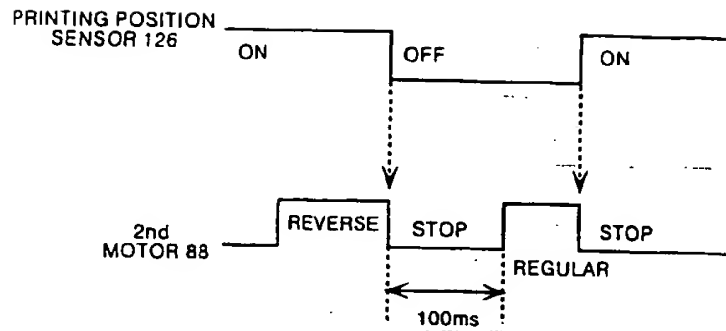 PRINTING POSITION
SENSOR 126
ON
OFF
ON
2nd
MOTOR 88
REVERSE
STOP
REGULAR
STOP
100ms